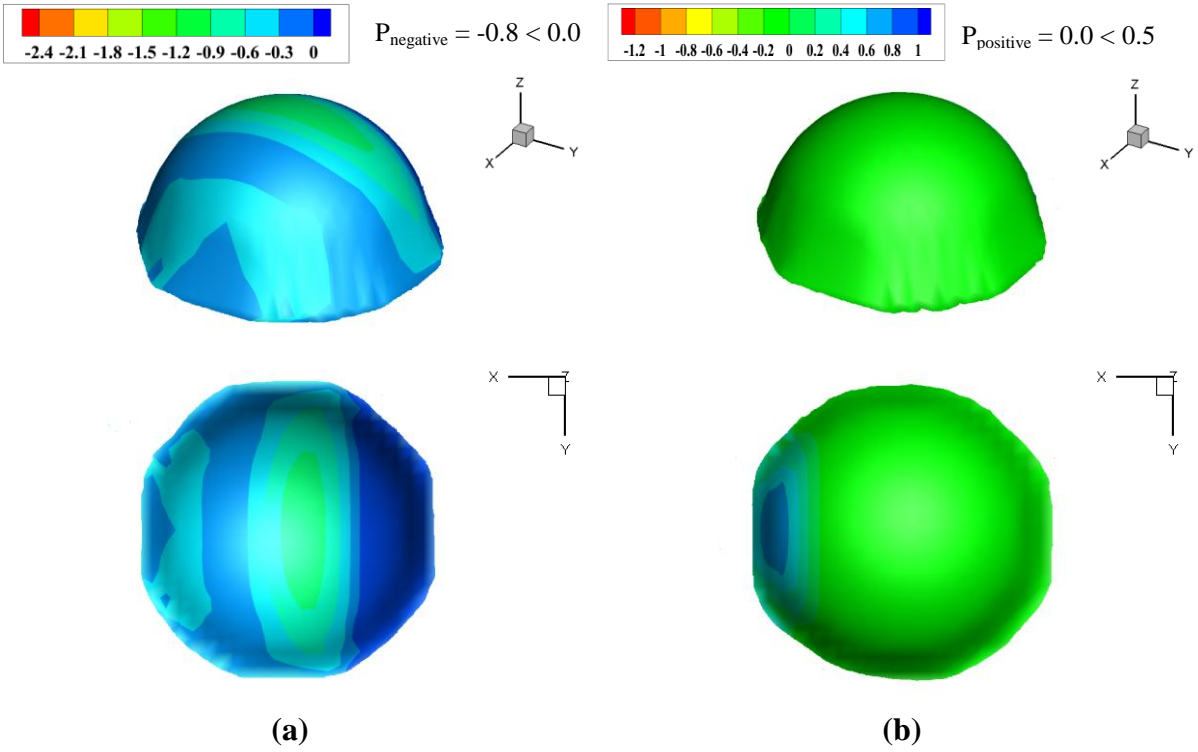 -2.4 -2.1 -1.8 -1.5 -1.2 -0.9 -0.6 -0.3 0
Pnegative = -0.8 < 0.0
-1.2 -1 -0.8 -0.6 -0.4 -0.2 0 0.2 0.4 0.6 0.8 1
Ppositive = 0.0 < 0.5
Z
X
Y
Z
X
Y
X
Z
Y
X
Z
Y
(a)
(b)